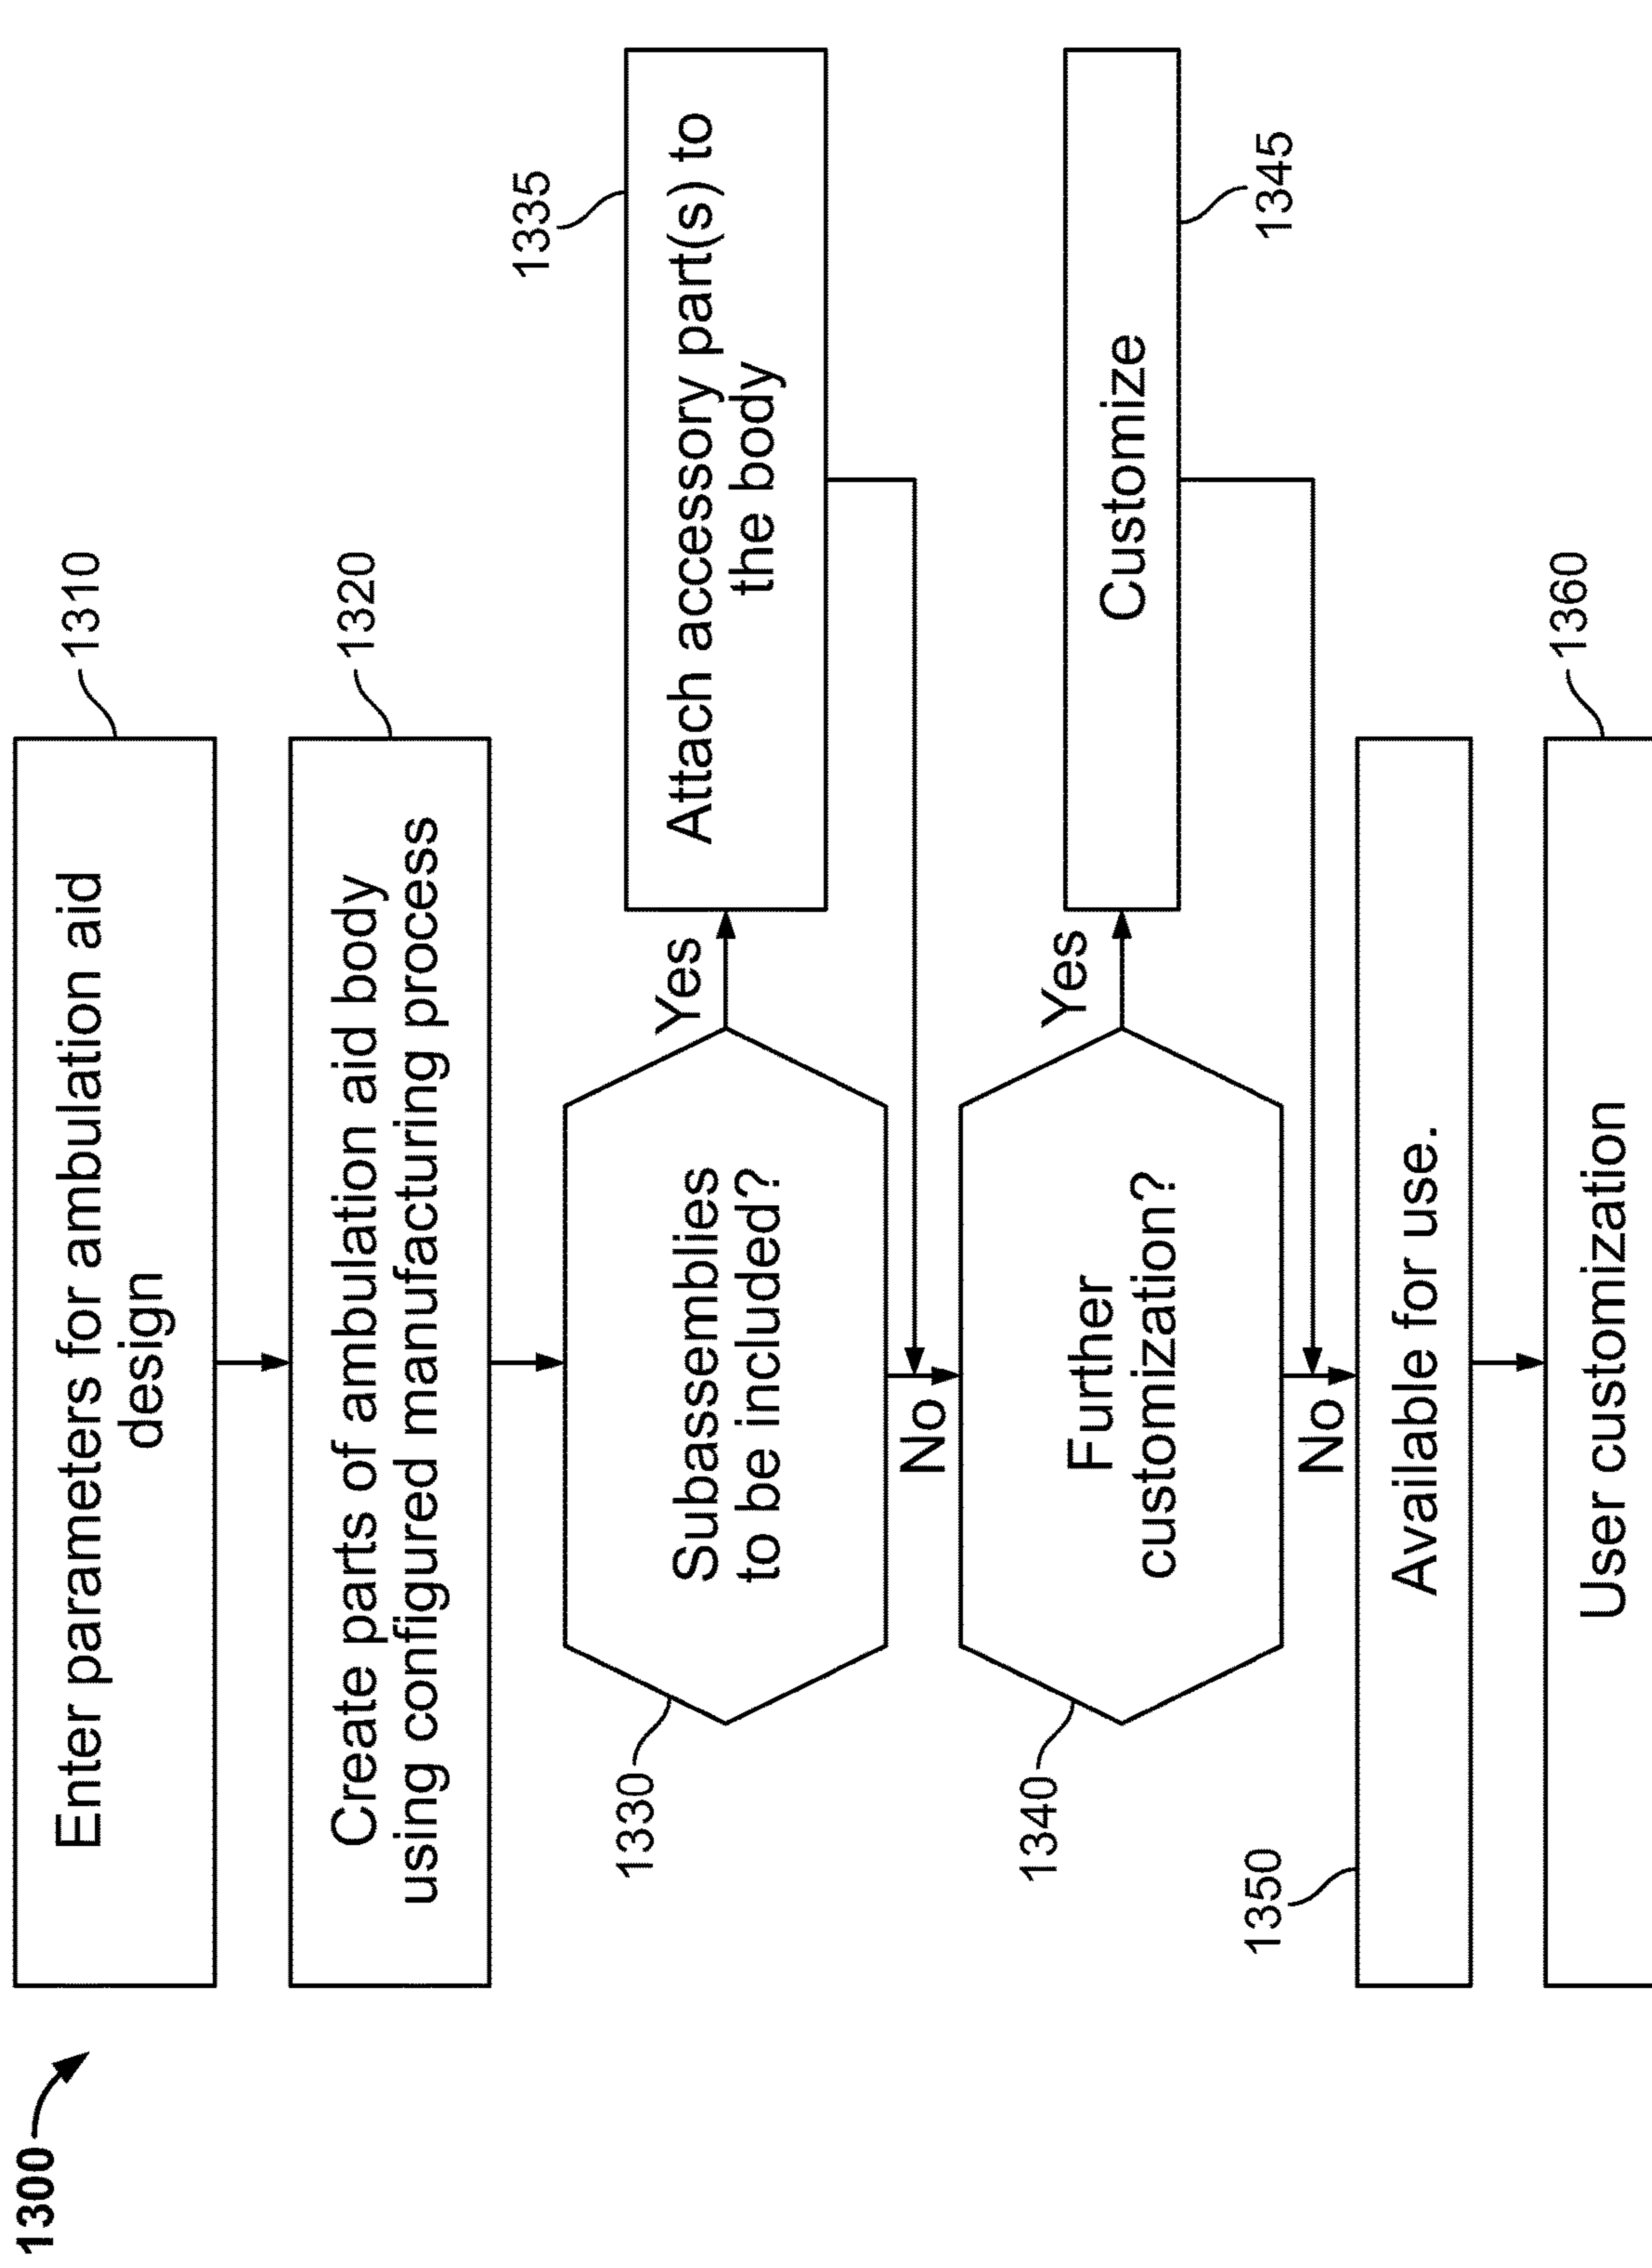 1300
Enter parameters for ambulation aid
design
1310
Create parts of ambulation aid body
using configured manufacturing process
1320
Subassemblies
to be included?
1330
Yes
Attach accessory part(s) to
the body
1335
No
Further
customization?
1340
Yes
Customize
1345
No
Available for use.
1350
User customization
1360